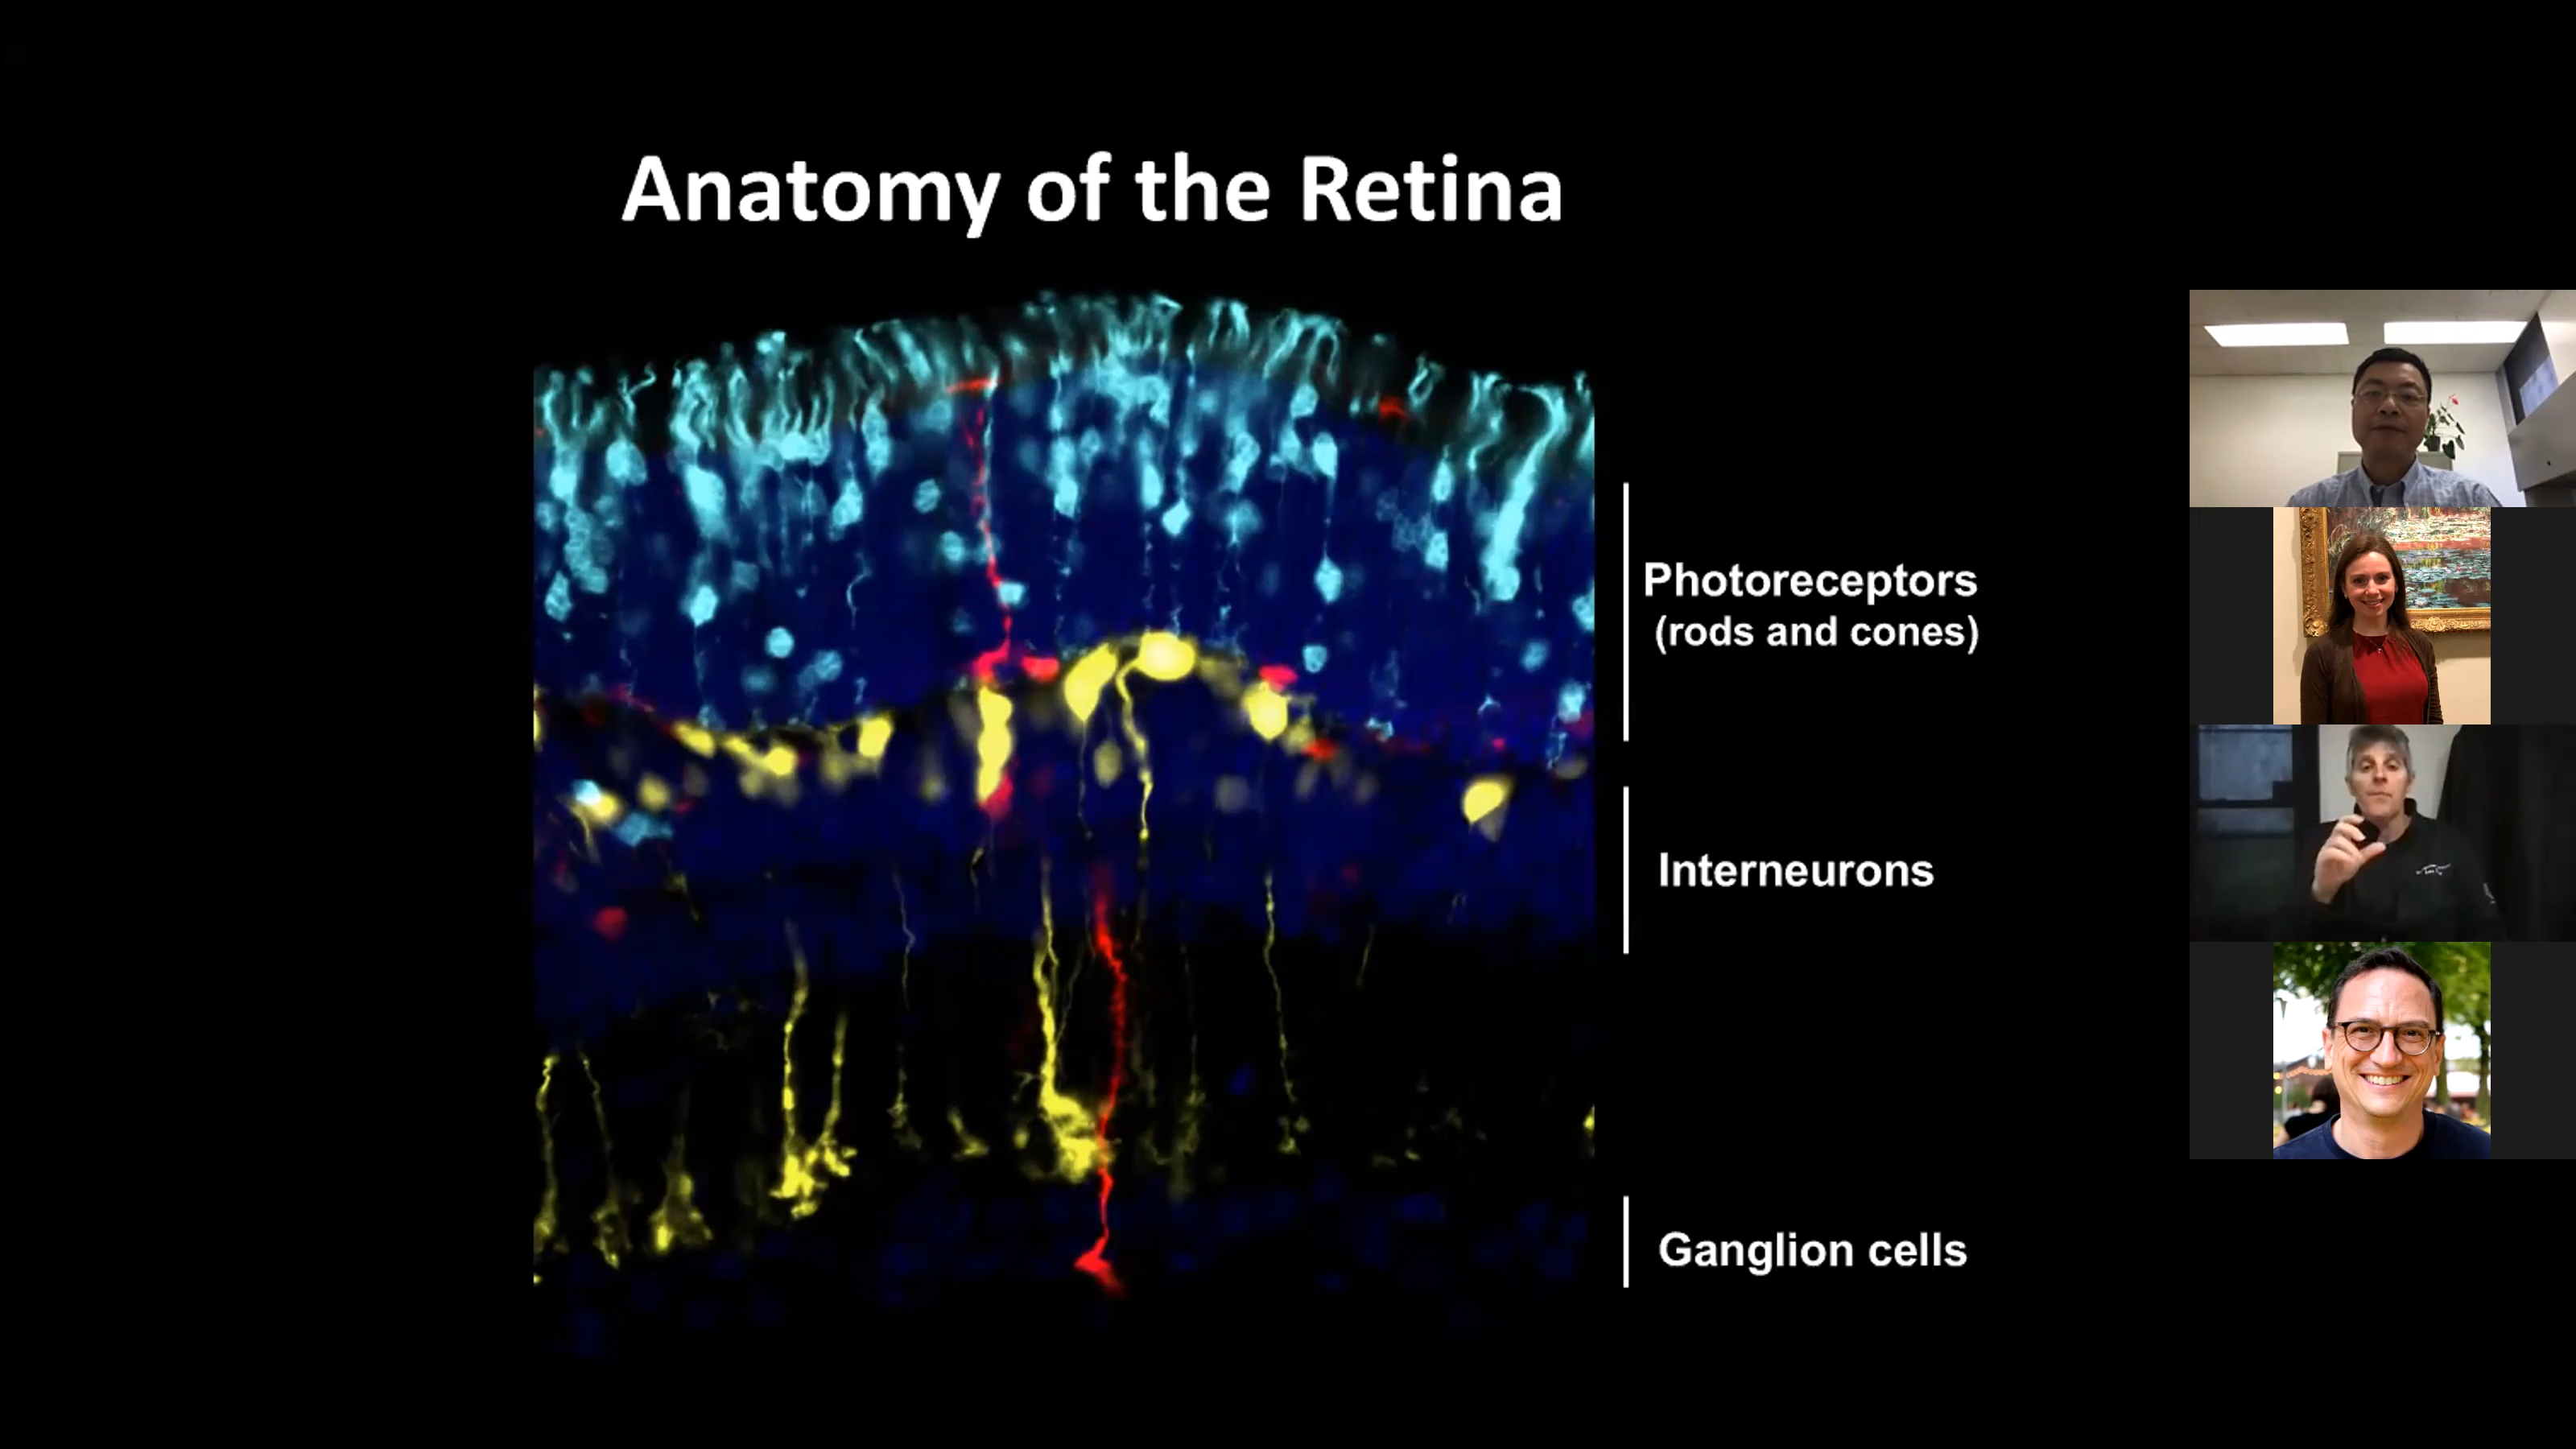 Anatomy of the Retina
Photoreceptors
(rods and cones)
Interneurons
Ganglion cells